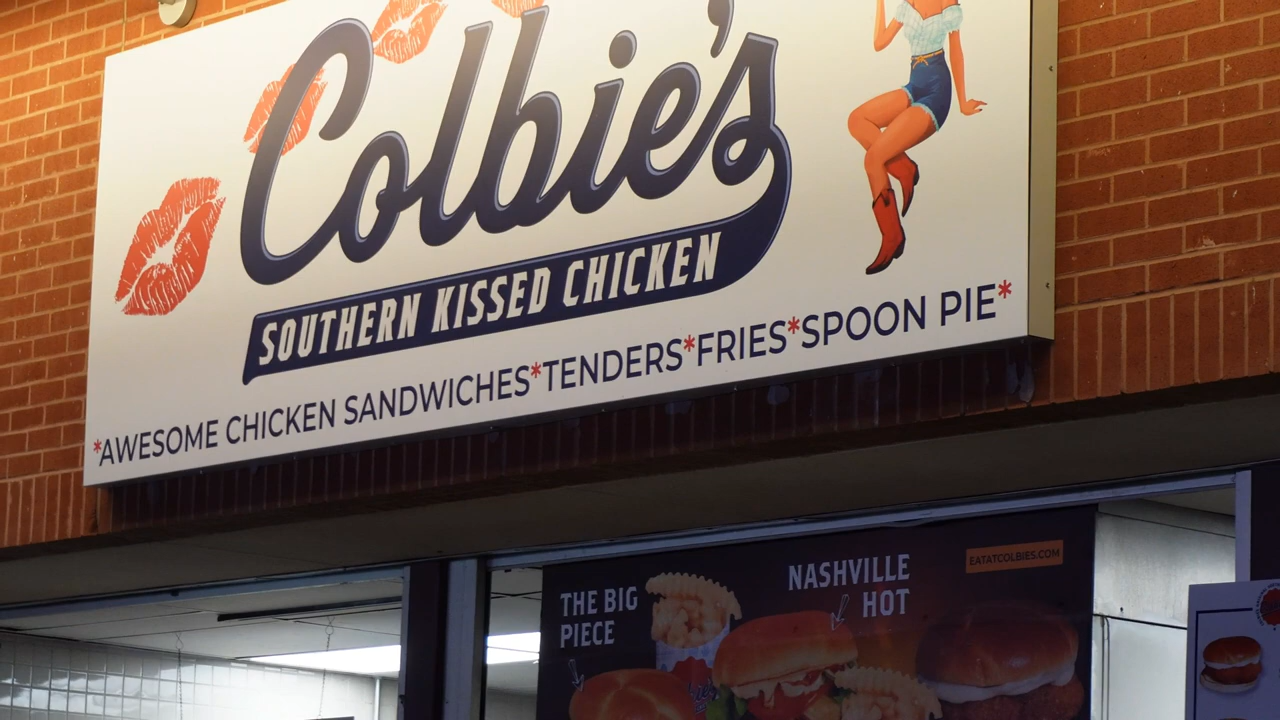 Colbie's
SOUTHERN KISSED CHICKEN
*AWESOME CHICKEN SANDWICHES*TENDERS*FRIES*SPOON PIE*
THE BIG
PIECE
NASHVILLE
HOT
EATATCOLBIES.COM